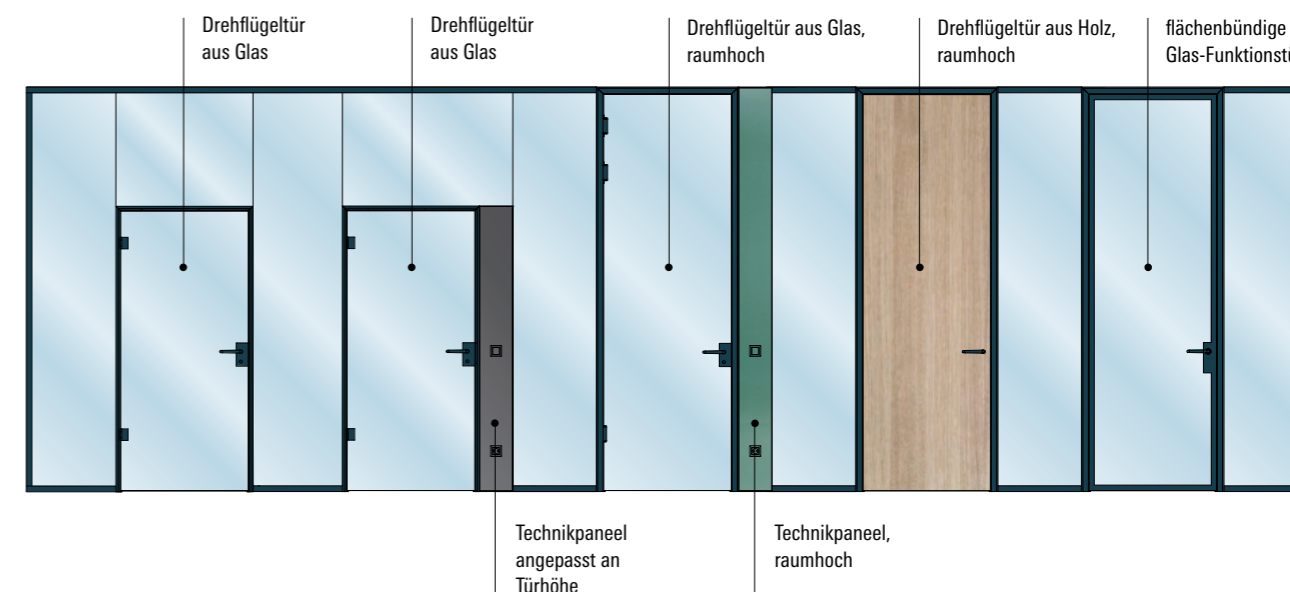 Drehflügeltür
aus Glas
Drehflügeltür
aus Glas
Drehflügeltür aus Glas,
raumhoch
Drehflügeltür aus Holz,
raumhoch
flächenbündige
Technikpaneel
angepasst an
Türhöhe
Technikpaneel,
raumhoch